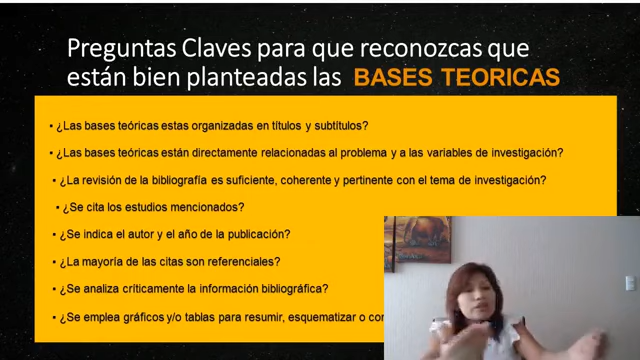 Preguntas Claves para que reconozcas que
están bien planteadas las BASES TEORICAS
▪ ¿Las bases teóricas estas organizadas en títulos y subtítulos?
▪ ¿Las bases teóricas están directamente relacionadas al problema y a las variables de investigación?
▪ ¿La revisión de la bibliografía es suficiente, coherente y pertinente con el tema de investigación?
▪ ¿Se cita los estudios mencionados?
▪ ¿Se indica el autor y el año de la publicación?
▪ ¿La mayoría de las citas son referenciales?
▪ ¿Se analiza críticamente la información bibliográfica?
▪ ¿Se emplea gráficos y/o tablas para resumir, esquematizar o